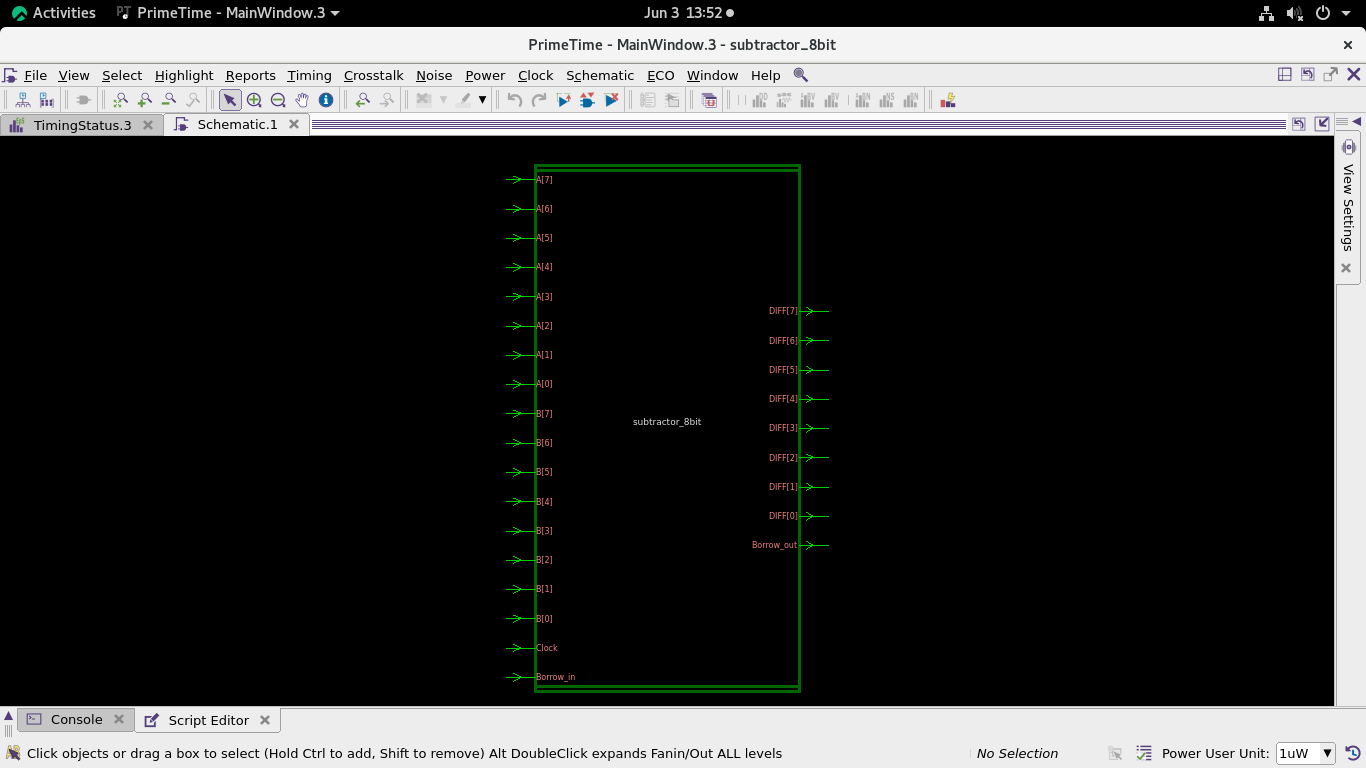 Activities PrimeTime - MainWindow.3 Jun 3 13:52
PrimeTime - MainWindow.3 - subtractor_8bit
File View Select Highlight Reports Timing Crosstalk Noise Power Clock Schematic ECO Window Help
TimingStatus.3 Schematic.1
View Settings
A[7]
A[6]
A[5]
A[4]
A[3]
A[2]
A[1]
A[0]
B[7]
B[6]
B[5]
B[4]
B[3]
B[2]
B[1]
B[0]
Clock
Borrow_in
subtractor_8bit
DIFF[7]
DIFF[6]
DIFF[5]
DIFF[4]
DIFF[3]
DIFF[2]
DIFF[1]
DIFF[0]
Borrow_out
Console Script Editor
Click objects or drag a box to select (Hold Ctrl to add, Shift to remove) Alt DoubleClick expands Fanin/Out ALL levels No Selection Power User Unit: 1uW